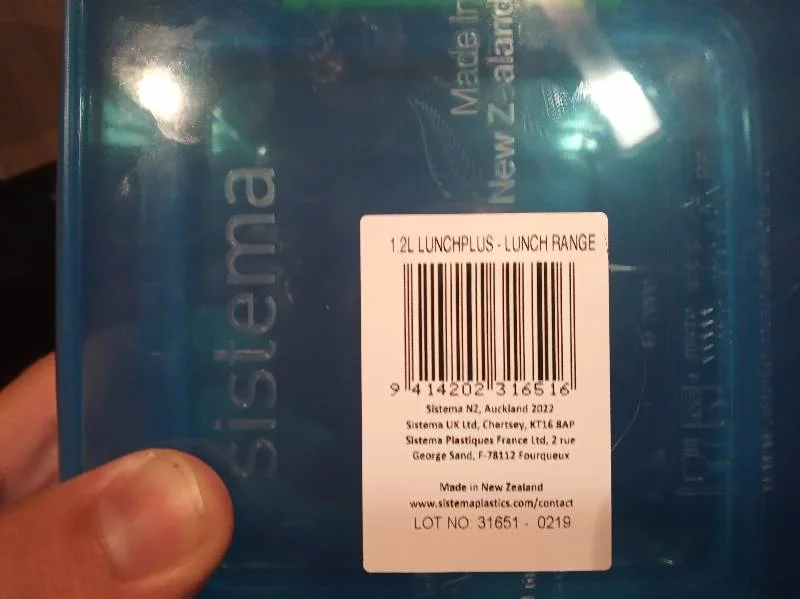 sistema
Made in
New Zealand
1.2L LUNCHPLUS - LUNCH RANGE
9 414202 316516
Sistema NZ, Auckland 2022
Sistema UK Ltd, Chertsey, KT16 8AP
Sistema Plastiques France Ltd, 2 rue
George Sand, F-78112 Fourqueux
Made in New Zealand
www.sistemaplastics.com/contact
LOT NO: 31651 - 0219